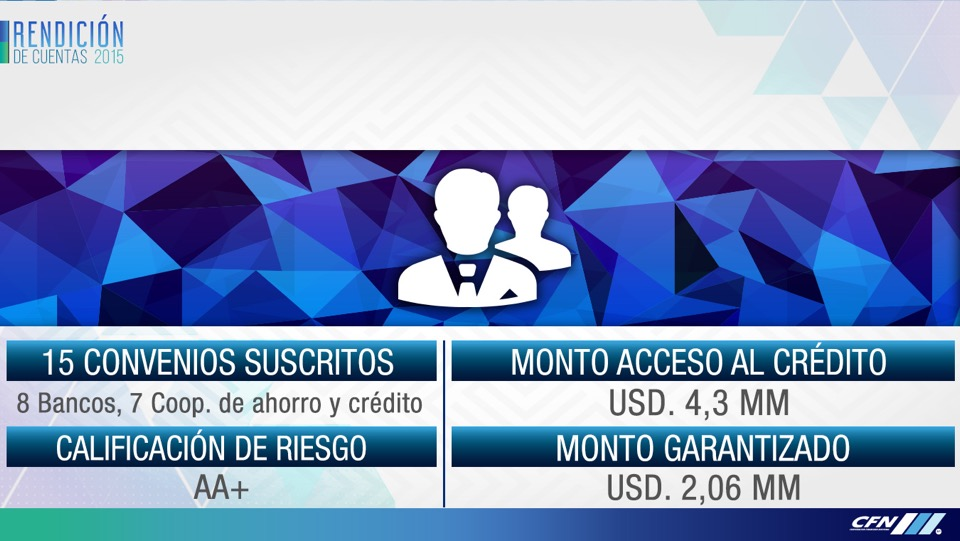 RENDICIÓN
DE CUENTAS 2015
15 CONVENIOS SUSCRITOS
8 Bancos, 7 Coop. de ahorro y crédito
CALIFICACIÓN DE RIESGO
AA+
MONTO ACCESO AL CRÉDITO
USD. 4,3 MM
MONTO GARANTIZADO
USD. 2,06 MM
CFN